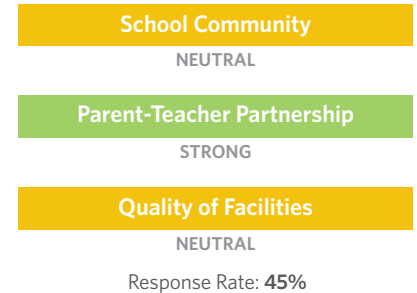 School Community
NEUTRAL
Parent-Teacher Partnership
STRONG
Quality of Facilities
NEUTRAL
Response Rate: 45%